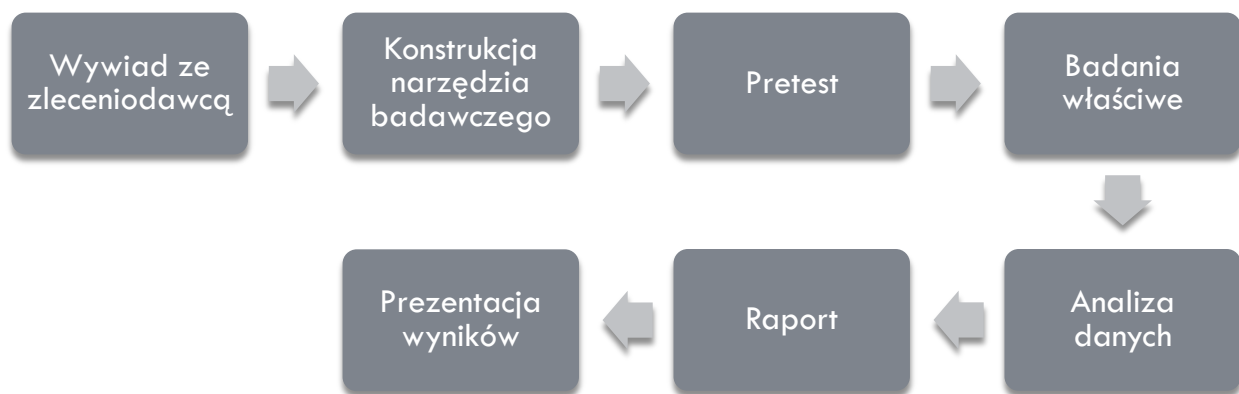 Wywiad ze
zleceniodawcą
Konstrukcja
narzędzia
badawczego
Pretest
Badania
właściwe
Analiza
danych
Raport
Prezentacja
wyników